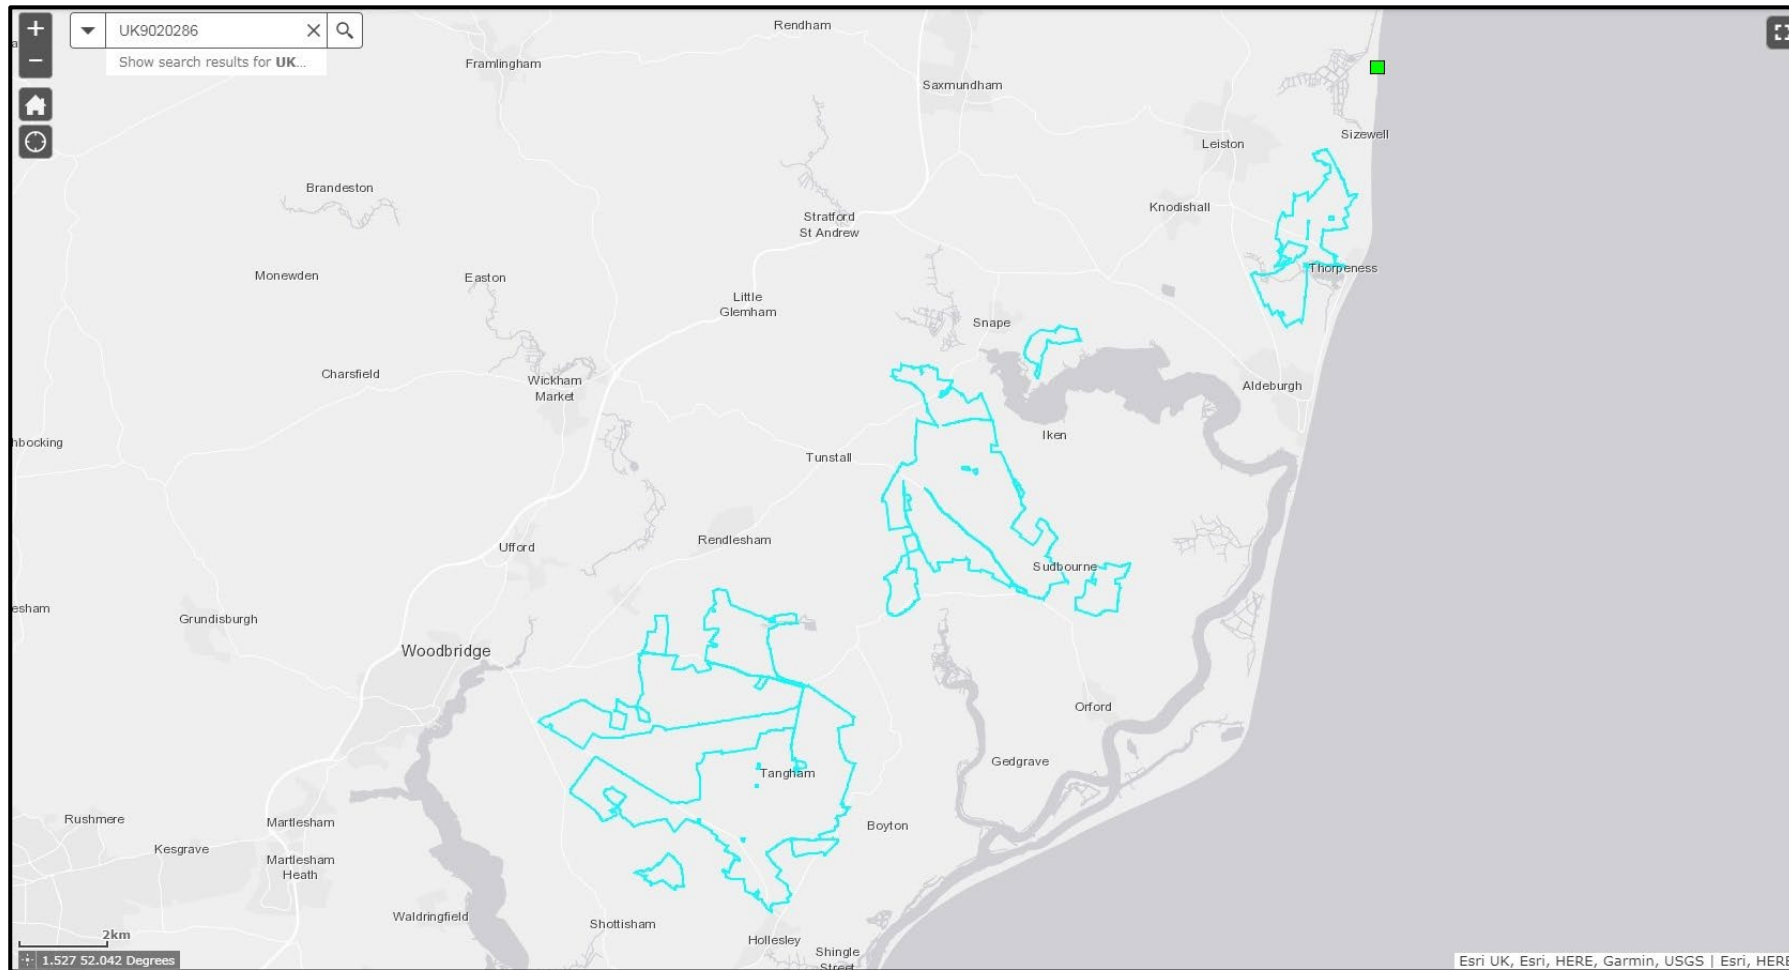 +
UK9020286
Show search results for UK...
−
Rendham
Framlingham
Saxmundham
Sizewell
Leiston
Brandeston
Knodishall
Stratford
St Andrew
Monewden
Easton
Thorpeness
Little
Glemham
Snape
Charsfield
Wickham
Market
Aldeburgh
Iken
hbocking
Tunstall
Rendlesham
Ufford
Sudbourne
esham
Grundisburgh
Woodbridge
Orford
Gedgrave
Tangham
Rushmere
Martlesham
Boyton
Kesgrave
Martlesham
Heath
Waldringfield
Shottisham
Hollesley
Shingle
Street
2km
1.527 52.042 Degrees
Esri UK, Esri, HERE, Garmin, USGS | Esri, HERE